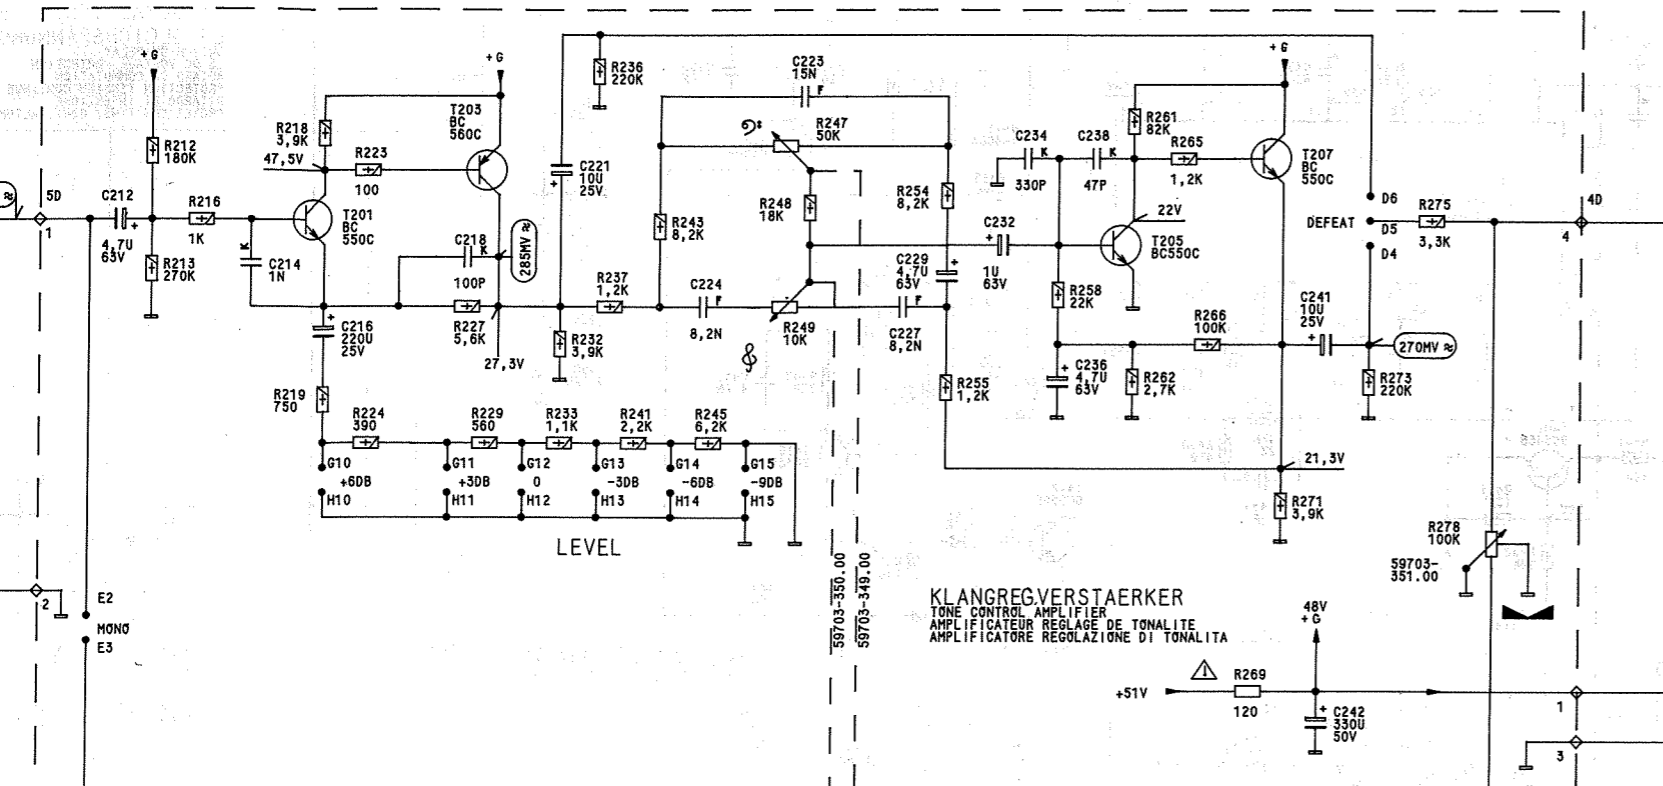 +G
R212
180K
5D
1
C212
4,7U
63V
R216
1K
R213
270K
K
C214
1N
R218
3,9K
47,5V
R223
100
+G
T203
BC
560C
T201
BC
550C
C218
K
100P
285MV ≈
R227
5,6K
27,3V
C216
220U
25V
R219
750
R236
220K
C221
10U
25V
R232
3,9K
R237
1,2K
C223
15N
F
R247
50K
R243
8,2K
R248
18K
C224
F
8,2N
R249
10K
R254
8,2K
C229
4,7U
63V
F
C227
8,2N
C232
1U
63V
R255
1,2K
C234
K
330P
C238
K
47P
R261
82K
R265
1,2K
+G
T207
BC
550C
22V
T205
BC550C
R258
22K
C236
4,7U
63V
R262
2,7K
R266
100K
C241
10U
25V
270MV ≈
R273
220K
D6
DEFEAT
D5
D4
R275
3,3K
4D
4
21,3V
R271
3,9K
R224
390
R229
560
R233
1,1K
R241
2,2K
R245
6,2K
G10
G11
G12
G13
G14
G15
+6DB
+3DB
0
-3DB
-6DB
-9DB
H10
H11
H12
H13
H14
H15
LEVEL
2
E2
MONO
E3
59703-350.00
59703-349.00
KLANGREG.VERSTAERKER
TONE CONTROL AMPLIFIER
AMPLIFICATEUR REGLAGE DE TONALITE
AMPLIFICATORE REGOLAZIONE DI TONALITA
R278
100K
59703-
351.00
48V
+G
+51V
R269
120
C242
330U
50V
1
3